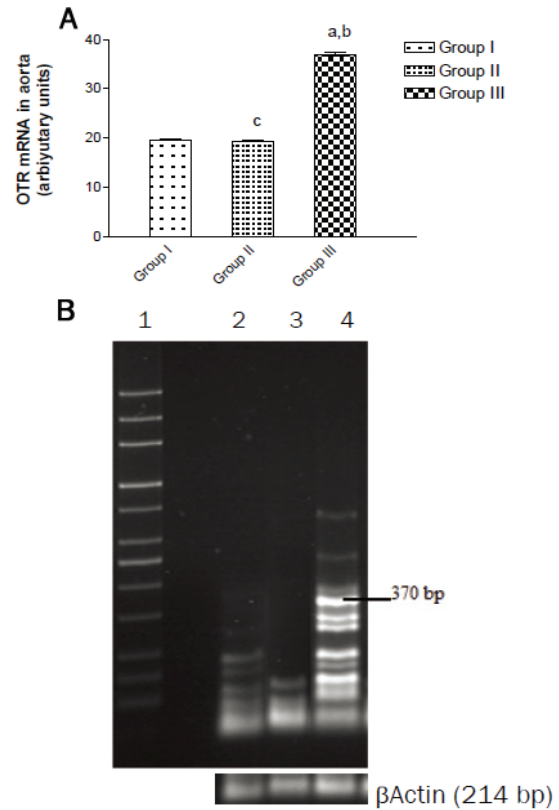 A
OTR mRNA in aorta
(arbiyutary units)
40
30
20
10
0
a,b
c
Group I
Group II
Group III
Group I
Group II
Group III
B
1 2 3 4
370 bp
βActin (214 bp)